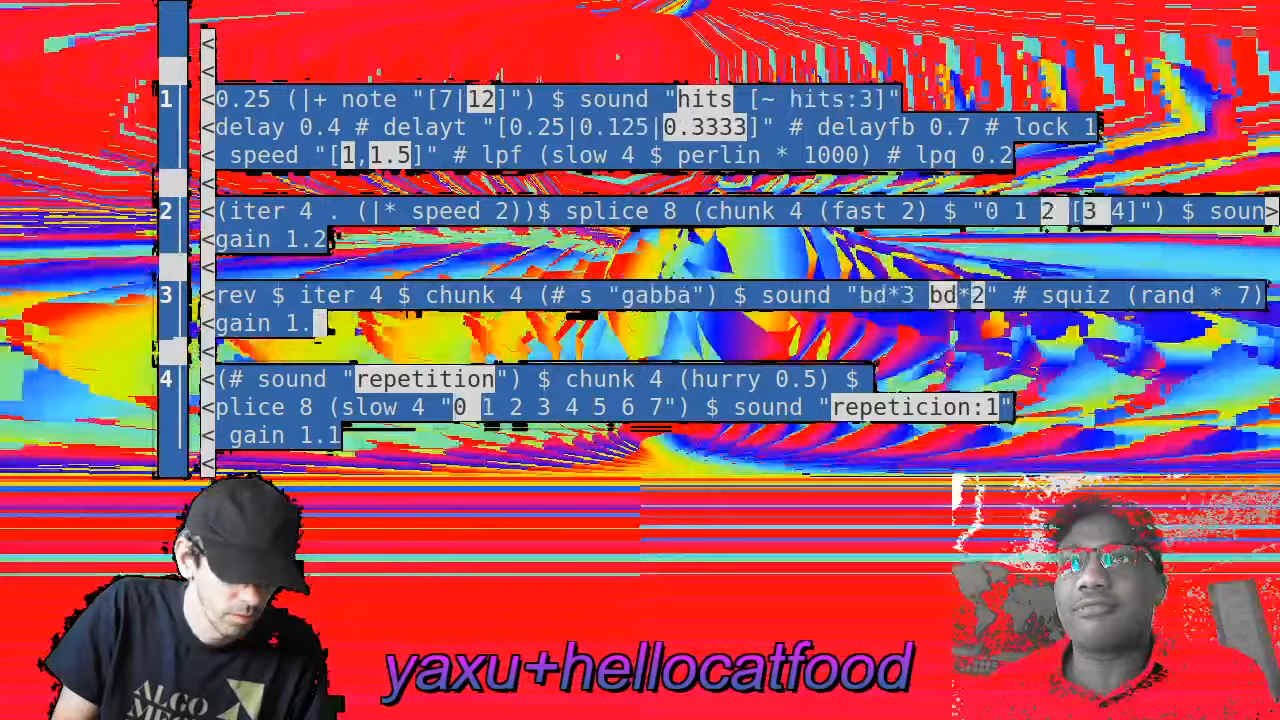 <
<
1 <0.25 (|+ note "[7|12]") $ sound "hits [~ hits:3]"
<delay 0.4 # delayt "[0.25|0.125|0.3333]" # delayfb 0.7 # lock 1
< speed "[1,1.5]" # lpf (slow 4 $ perlin * 1000) # lpq 0.2
<
2 <(iter 4 . (|* speed 2))$ splice 8 (chunk 4 (fast 2) $ "0 1 2 [3 4]") $ soun>
<gain 1.2
<
3 <rev $ iter 4 $ chunk 4 (# s "gabba") $ sound "bd*3 bd*2" # squiz (rand * 7)
<gain 1.
<
4 <(# sound "repetition") $ chunk 4 (hurry 0.5) $
<plice 8 (slow 4 "0 1 2 3 4 5 6 7") $ sound "repeticion:1"
< gain 1.1
<
ALGO
yaxu+hellocatfood